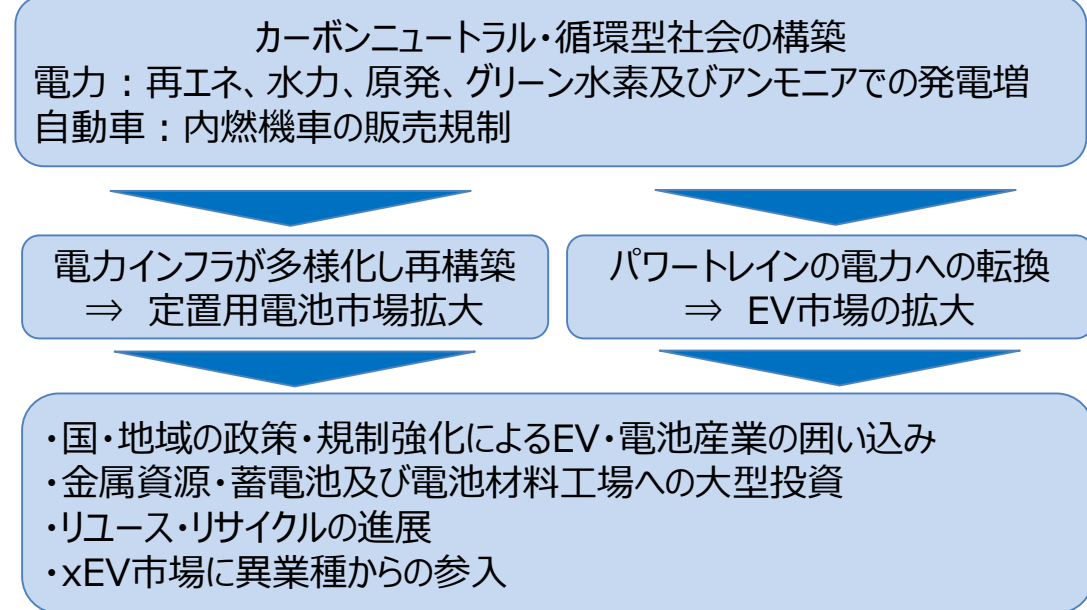 カーボンニュートラル・循環型社会の構築
電力：再エネ、水力、原発、グリーン水素及びアンモニアでの発電増
自動車：内燃機車の販売規制
電力インフラが多様化し再構築
⇒ 定置用電池市場拡大
パワートレインの電力への転換
⇒ EV市場の拡大
・国・地域の政策・規制強化によるEV・電池産業の囲い込み
・金属資源・蓄電池及び電池材料工場への大型投資
・リユース・リサイクルの進展
・xEV市場に異業種からの参入